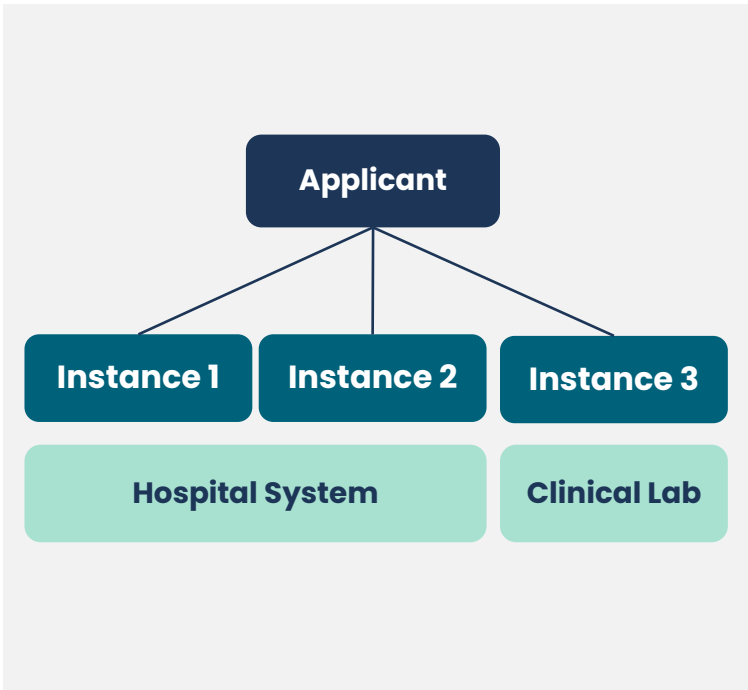 Applicant
Instance 1
Instance 2
Instance 3
Hospital System
Clinical Lab